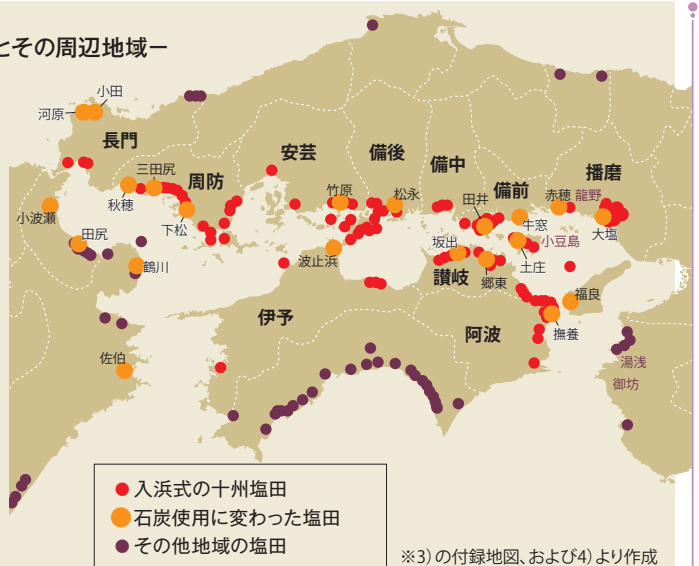 とその周辺地域ー
小田
河原
長門
三田尻
周防
秋穂
下松
小波瀬
田尻
鶴川
佐伯
安芸
備後
備中
備前
播磨
竹原
松永
田井
赤穂
龍野
牛窓
大塩
坂出
小豆島
波止浜
讃岐
郷東
土庄
福良
伊予
阿波
撫養
湯浅
御坊
入浜式の十州塩田
石炭使用に変わった塩田
その他地域の塩田
※3)の付録地図、および4)より作成